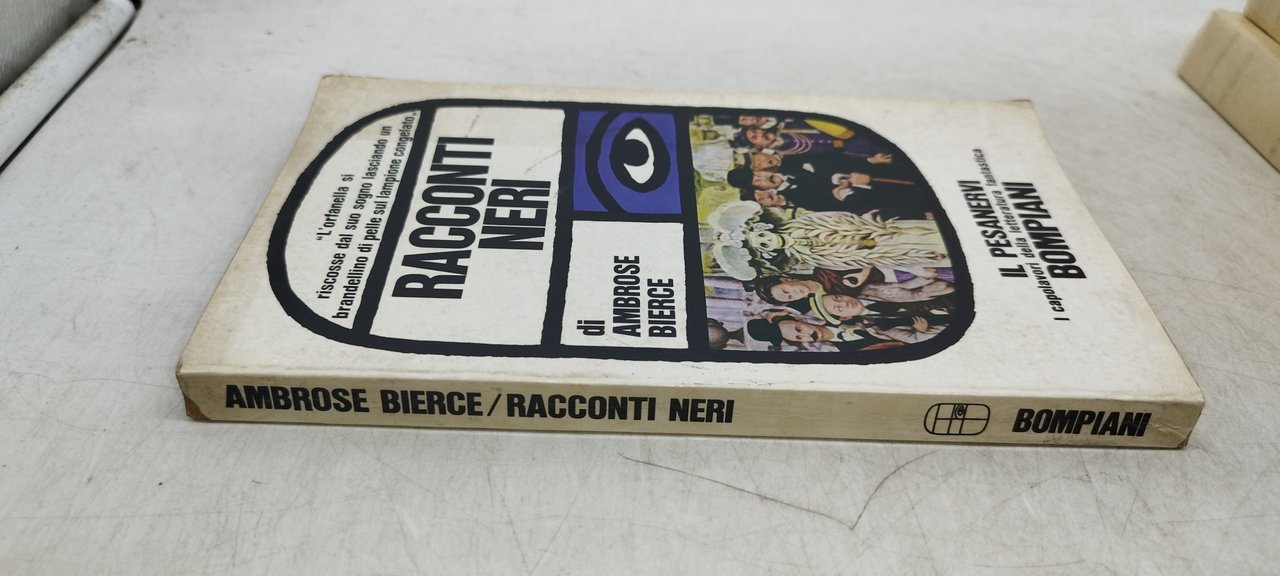 "L'orfanella si
riscosse dal suo sogno lasciando un
brandellino di pelle sul lampione congelato„
RACCONTI
NERI
di
AMBROSE
BIERCE
IL PESANERVI
I capolavori della letteratura fantastica
BOMPIANI
AMBROSE BIERCE/RACCONTI NERI
BOMPIANI